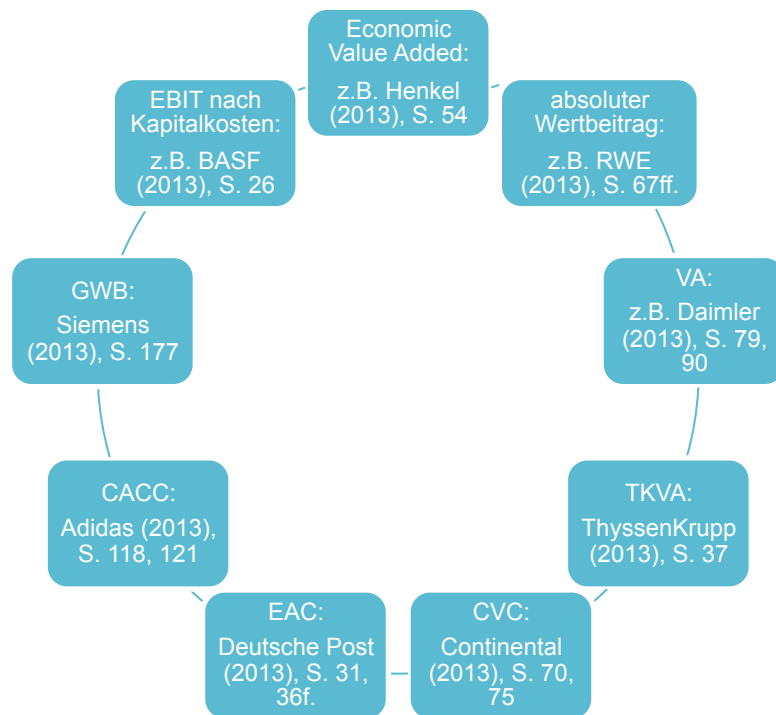 Economic
Value Added:
z.B. Henkel
(2013), S. 54
absoluter
Wertbeitrag:
z.B. RWE
(2013), S. 67ff.
VA:
z.B. Daimler
(2013), S. 79,
90
TKVA:
ThyssenKrupp
(2013), S. 37
CVC:
Continental
(2013), S. 70,
75
EAC:
Deutsche Post
(2013), S. 31,
36f.
CACC:
Adidas (2013),
S. 118, 121
GWB:
Siemens
(2013), S. 177
EBIT nach
Kapitalkosten:
z.B. BASF
(2013), S. 26